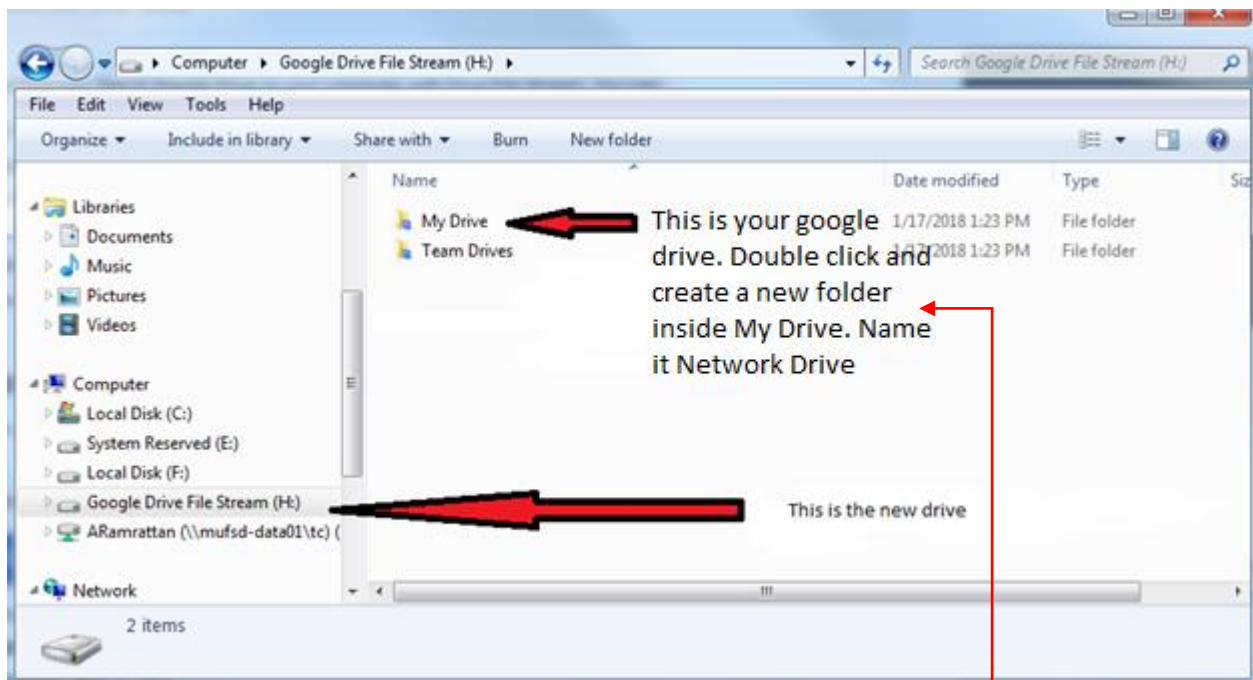 Computer Google Drive File Stream (H:)
Search Google Drive File Stream (H:)
File Edit View Tools Help
Organize Include in library Share with Burn New folder
Name Date modified Type Siz
Libraries
Documents
Music
Pictures
Videos
Computer
Local Disk (C:)
System Reserved (E:)
Local Disk (F:)
Google Drive File Stream (H:)
ARamrattan (\\mufsd-data01\tc) (
Network
My Drive 1/17/2018 1:23 PM File folder
Team Drives 1/17/2018 1:23 PM File folder
This is your google
drive. Double click and
create a new folder
inside My Drive. Name
it Network Drive
This is the new drive
2 items